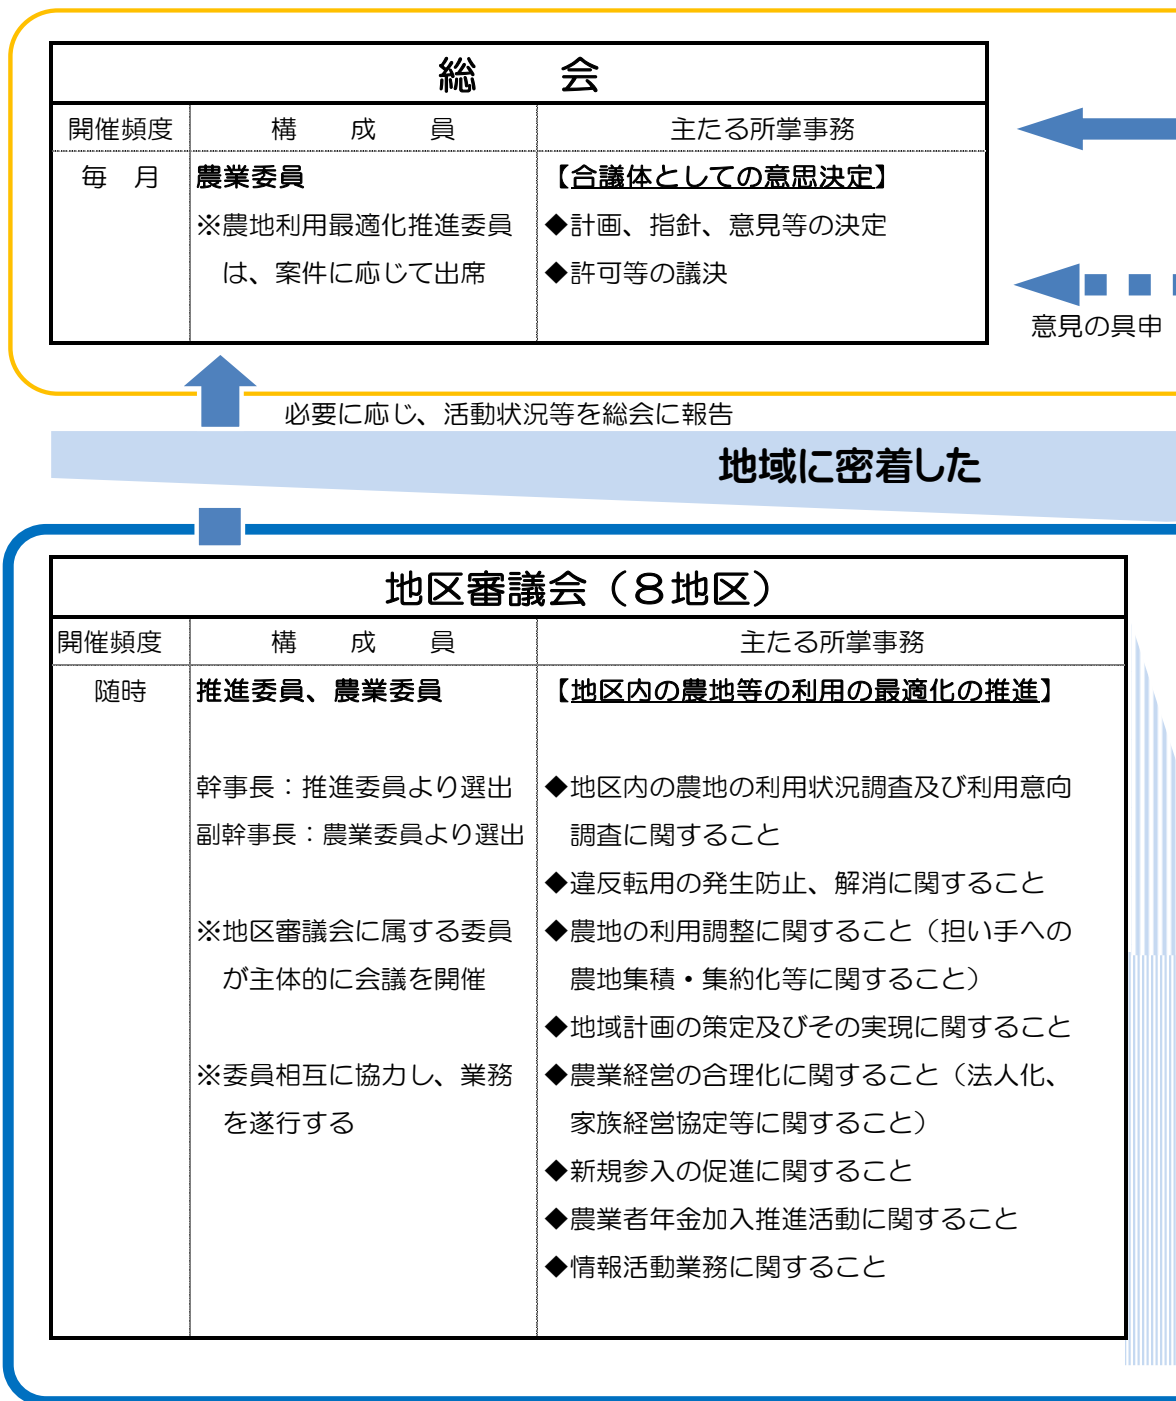 総　会
開催頻度　構　成　員　主たる所掌事務
毎　月　農業委員　【合議体としての意思決定】
※農地利用最適化推進委員　◆計画、指針、意見等の決定
は、案件に応じて出席　◆許可等の議決
意見の具申
必要に応じ、活動状況等を総会に報告
地域に密着した
地区審議会（８地区）
開催頻度　構　成　員　主たる所掌事務
随時　推進委員、農業委員　【地区内の農地等の利用の最適化の推進】
幹事長：推進委員より選出　◆地区内の農地の利用状況調査及び利用意向
副幹事長：農業委員より選出　調査に関すること
◆違反転用の発生防止、解消に関すること
※地区審議会に属する委員　◆農地の利用調整に関すること（担い手への
が主体的に会議を開催　農地集積・集約化等に関すること）
◆地域計画の策定及びその実現に関すること
※委員相互に協力し、業務　◆農業経営の合理化に関すること（法人化、
を遂行する　家族経営協定等に関すること）
◆新規参入の促進に関すること
◆農業者年金加入推進活動に関すること
◆情報活動業務に関すること